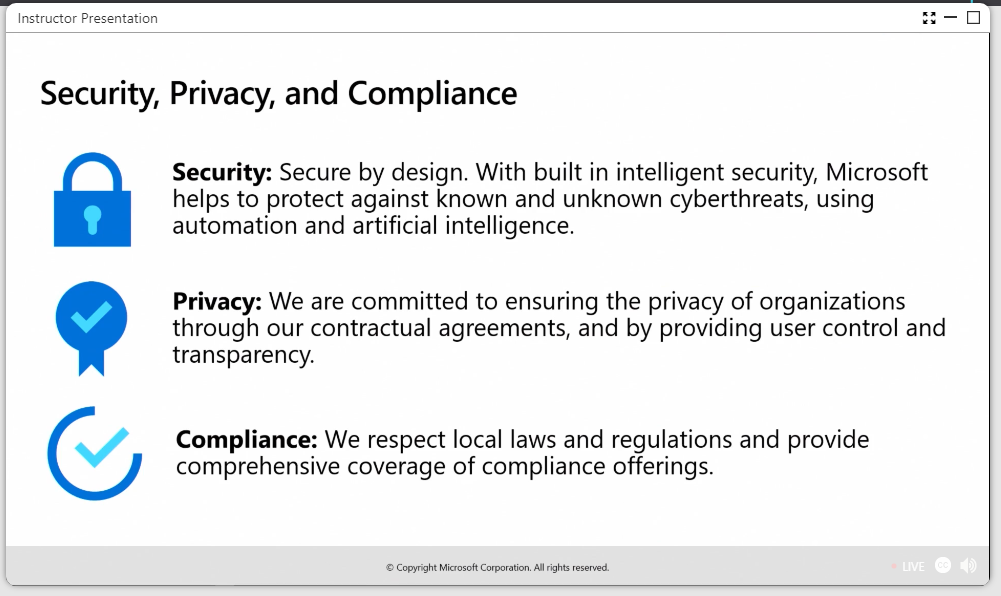 Instructor Presentation
Security, Privacy, and Compliance
Security: Secure by design. With built in intelligent security, Microsoft
helps to protect against known and unknown cyberthreats, using
automation and artificial intelligence.
Privacy: We are committed to ensuring the privacy of organizations
through our contractual agreements, and by providing user control and
transparency.
Compliance: We respect local laws and regulations and provide
comprehensive coverage of compliance offerings.
© Copyright Microsoft Corporation. All rights reserved.
LIVE
CC